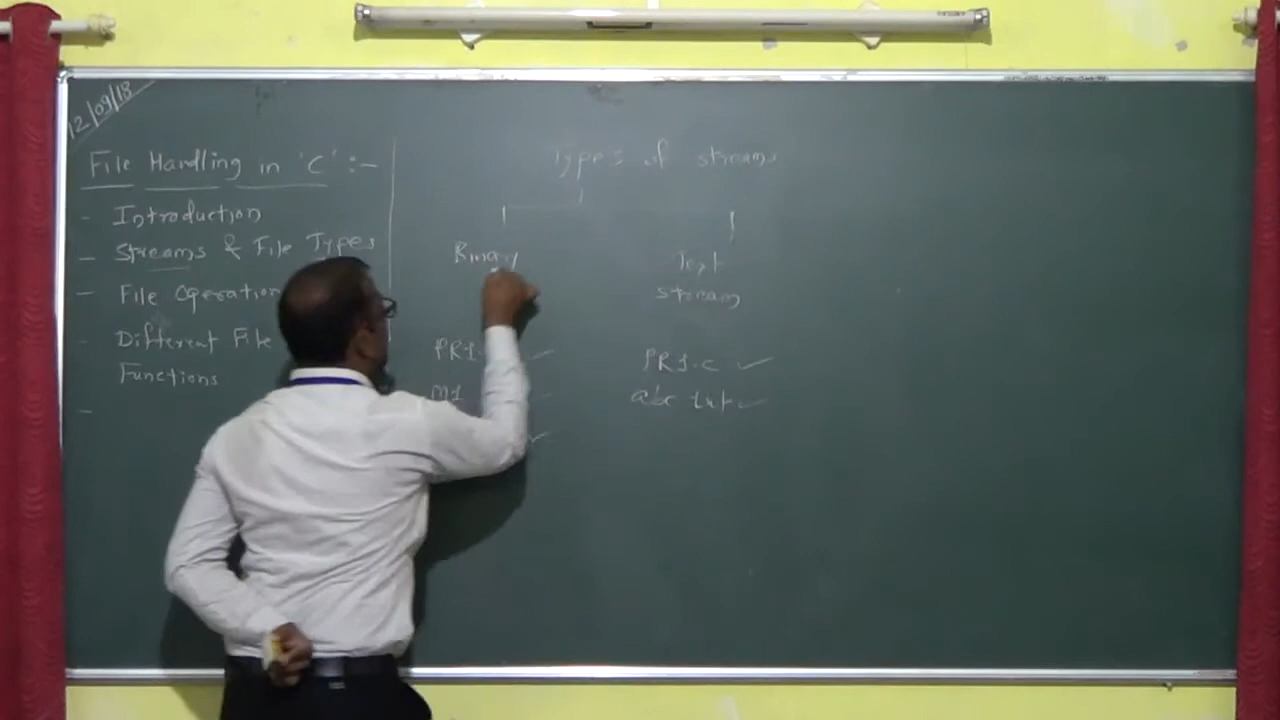 12/09/18
File Handling in 'C' :-
- Introduction
- Streams & File Types
- File Operation
- Different File
Functions
-
Types of streams
Binary
Text
stream
PR1.
PR1.c ✓
abc txt ✓